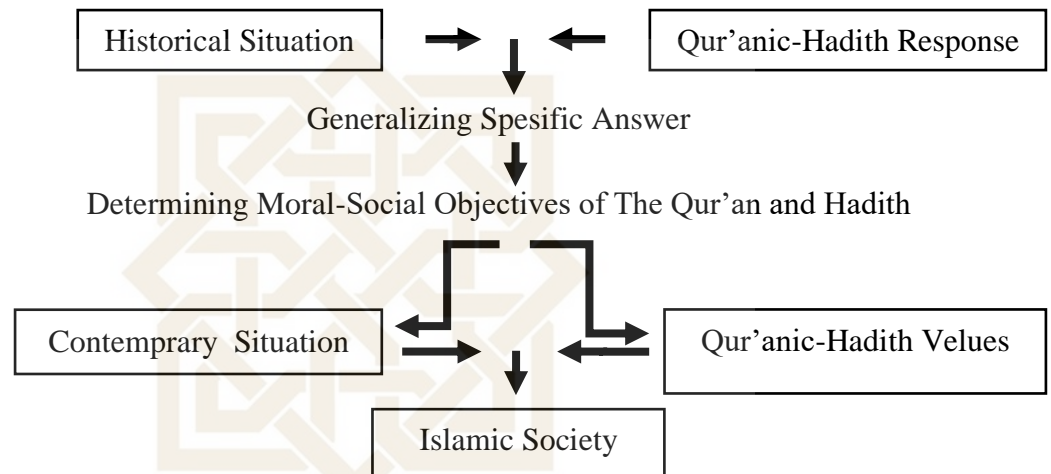 Historical Situation
Qur’anic-Hadith Response
Generalizing Spesific Answer
Determining Moral-Social Objectives of The Qur’an and Hadith
Contemprary Situation
Qur’anic-Hadith Velues
Islamic Society